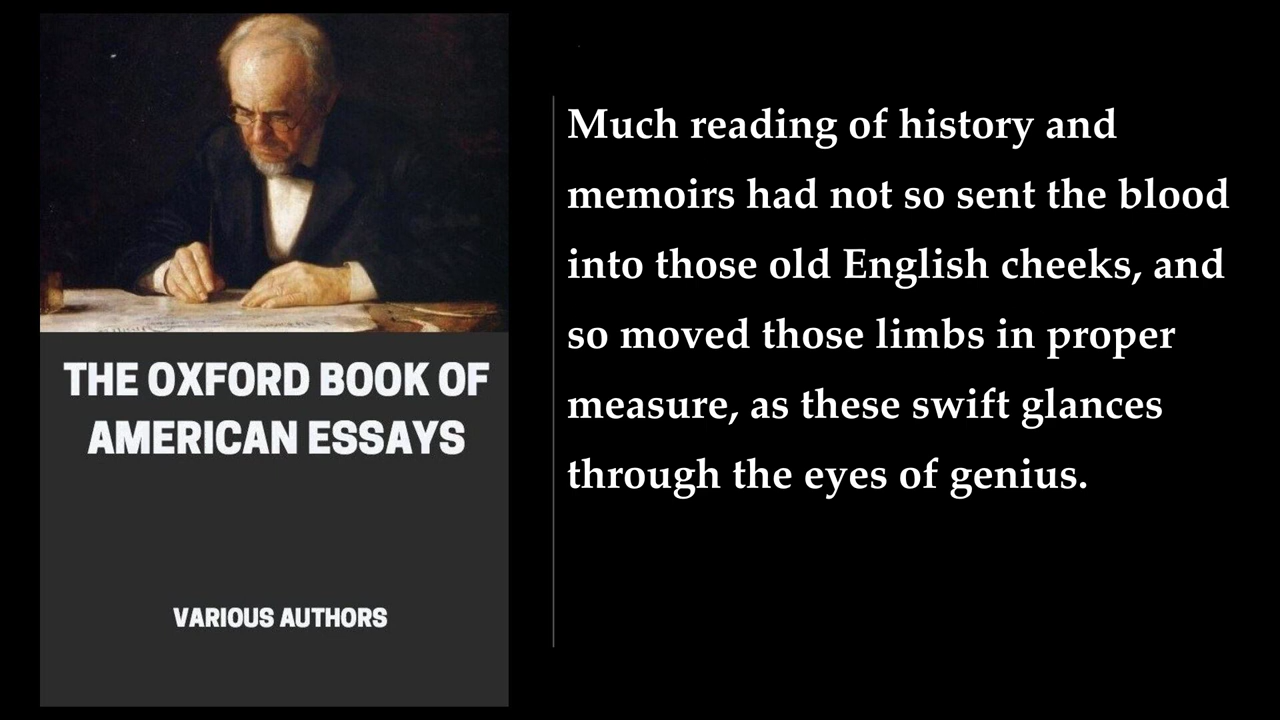 THE OXFORD BOOK OF
AMERICAN ESSAYS
VARIOUS AUTHORS
Much reading of history and
memoirs had not so sent the blood
into those old English cheeks, and
so moved those limbs in proper
measure, as these swift glances
through the eyes of genius.